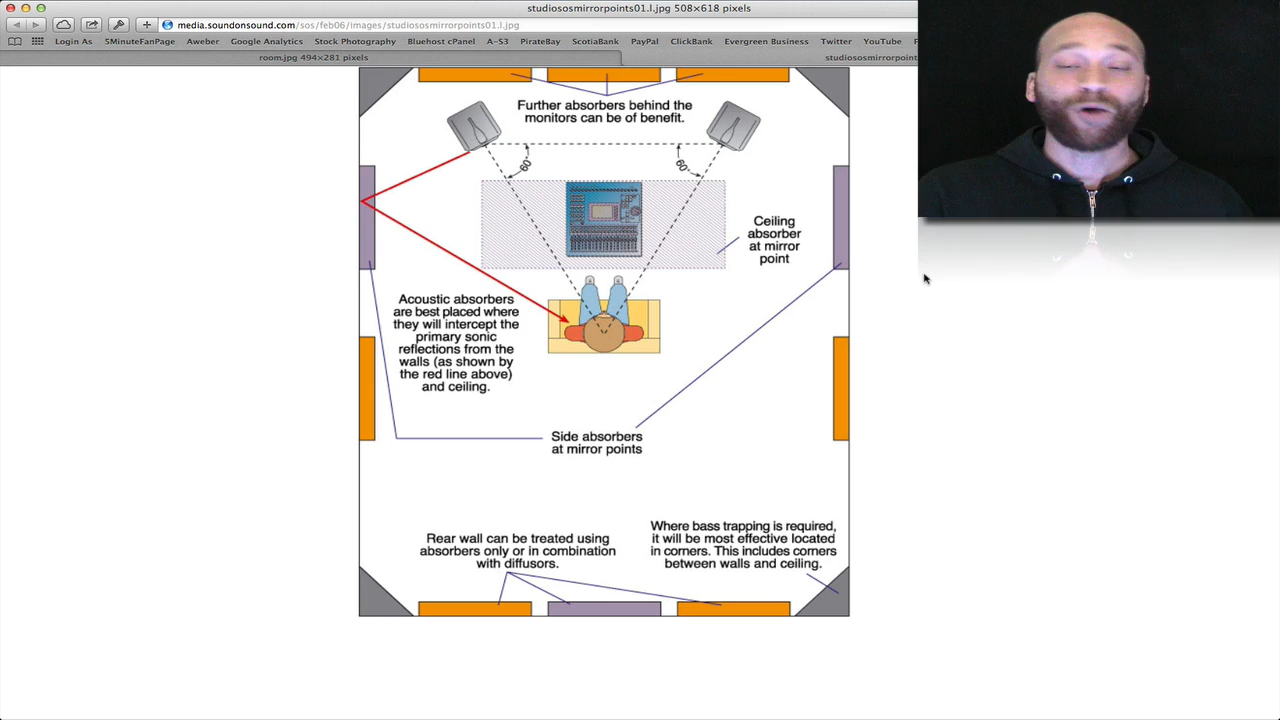 studiososmirrorpoints01.l.jpg 508×618 pixels
media.soundonsound.com/sos/feb06/images/studiososmirrorpoints01.l.jpg
Login As 5MinuteFanPage Aweber Google Analytics Stock Photography Bluehost cPanel A-S3 PirateBay ScotiaBank PayPal ClickBank Evergreen Business Twitter YouTube F
room.jpg 494×281 pixels studiososmirrorpoint
Further absorbers behind the
monitors can be of benefit.
60° 60°
Ceiling
absorber
at mirror
point
Acoustic absorbers
are best placed where
they will intercept the
primary sonic
reflections from the
walls (as shown by
the red line above)
and ceiling.
Side absorbers
at mirror points
Rear wall can be treated using
absorbers only or in combination
with diffusors.
Where bass trapping is required,
it will be most effective located
in corners. This includes corners
between walls and ceiling.